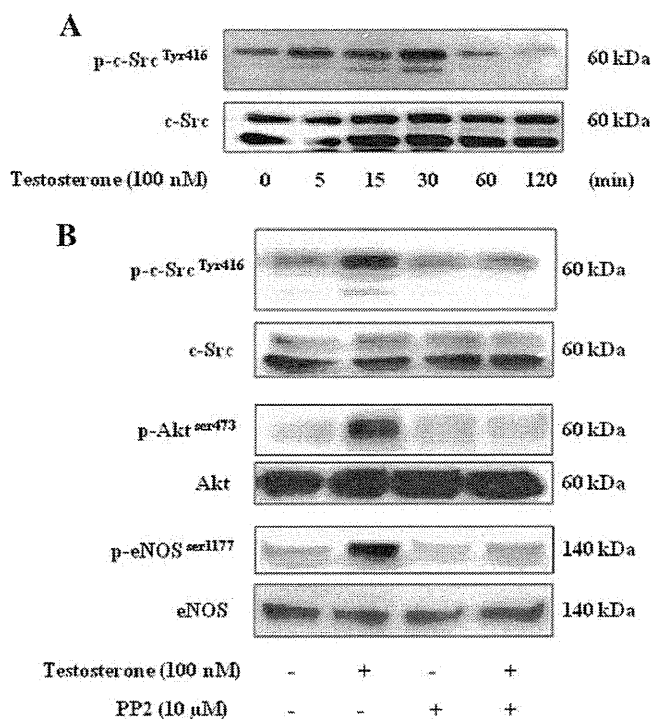 A
p-c-Src Tyr416 60 kDa
c-Src 60 kDa
Testosterone (100 nM) 0 5 15 30 60 120 (min)
B
p-c-Src Tyr416 60 kDa
c-Src 60 kDa
p-Akt ser473 60 kDa
Akt 60 kDa
p-eNOS ser1177 140 kDa
eNOS 140 kDa
Testosterone (100 nM) - + - +
PP2 (10 μM) - - + +